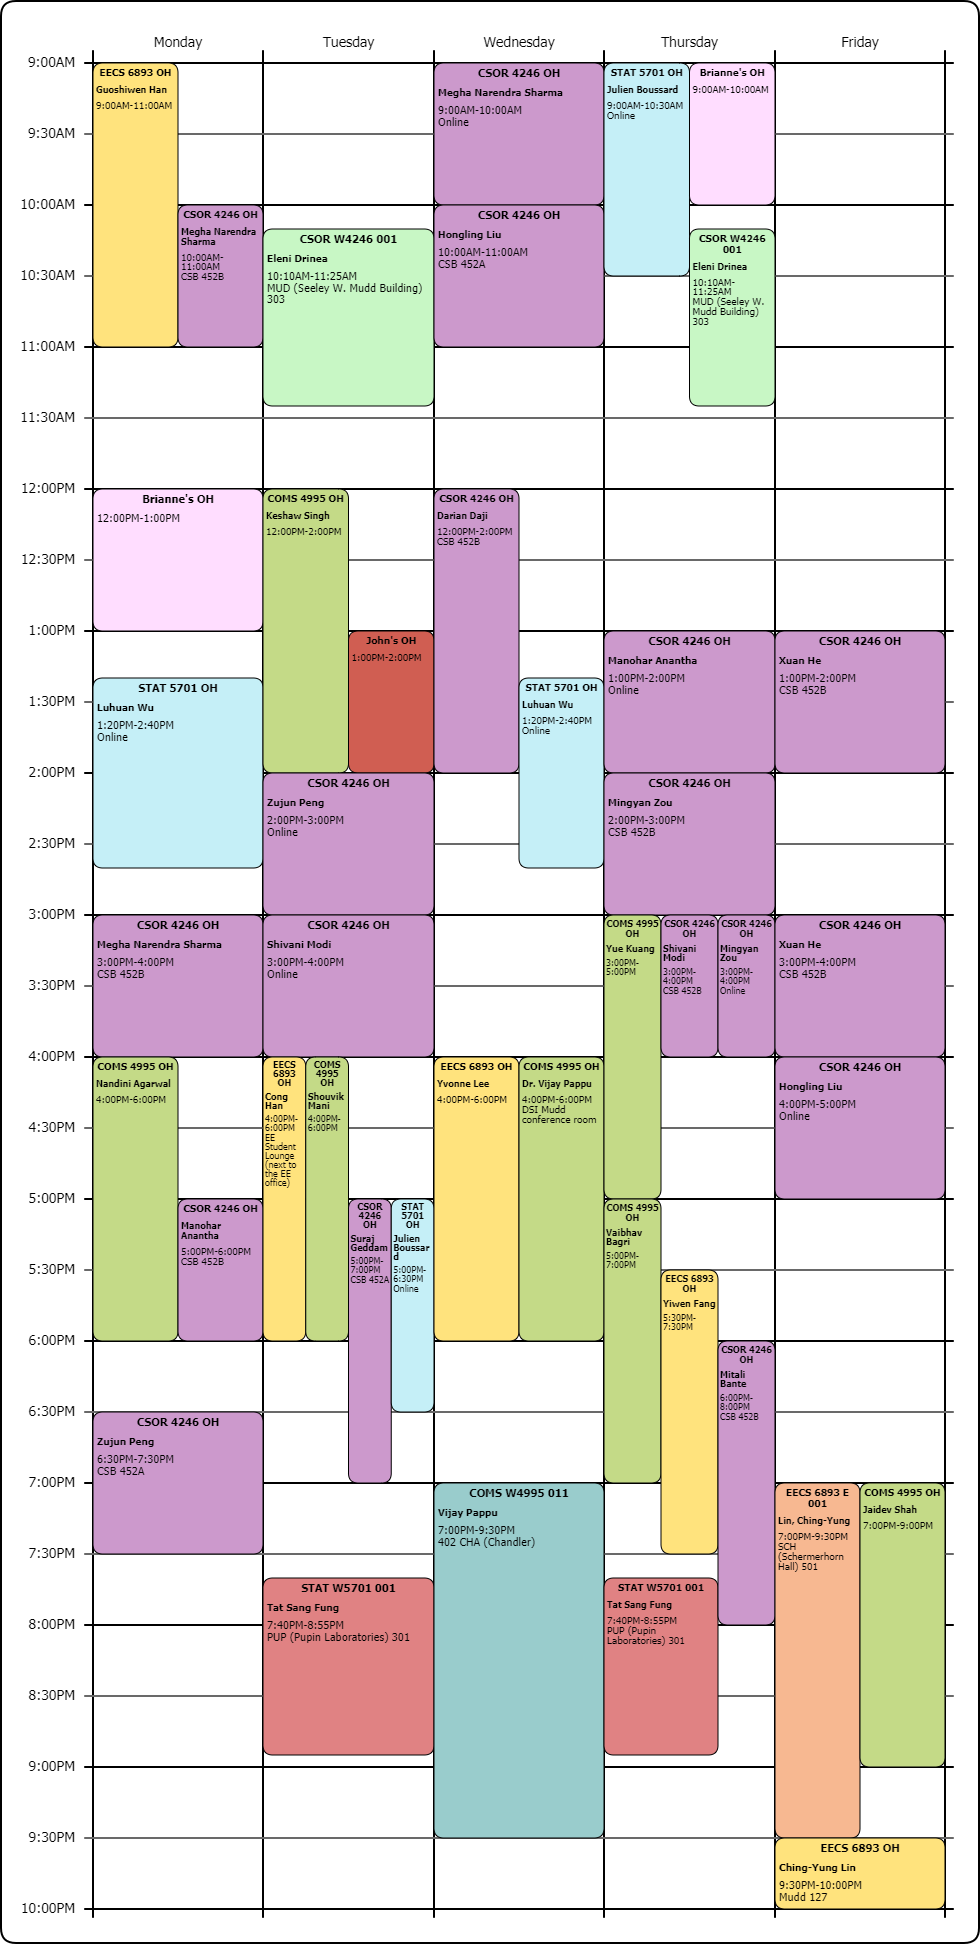 Monday
Tuesday
Wednesday
Thursday
Friday
9:00AM
9:30AM
10:00AM
10:30AM
11:00AM
11:30AM
12:00PM
12:30PM
1:00PM
1:30PM
2:00PM
2:30PM
3:00PM
3:30PM
4:00PM
4:30PM
5:00PM
5:30PM
6:00PM
6:30PM
7:00PM
7:30PM
8:00PM
8:30PM
9:00PM
9:30PM
10:00PM
EECS 6893 OH
Guoshiwen Han
9:00AM-11:00AM
CSOR 4246 OH
Megha Narendra
Sharma
10:00AM-
11:00AM
CSB 452B
Brianne's OH
12:00PM-1:00PM
STAT 5701 OH
Luhuan Wu
1:20PM-2:40PM
Online
CSOR 4246 OH
Megha Narendra Sharma
3:00PM-4:00PM
CSB 452B
COMS 4995 OH
Nandini Agarwal
4:00PM-6:00PM
CSOR 4246 OH
Manohar
Anantha
5:00PM-6:00PM
CSB 452B
CSOR 4246 OH
Zujun Peng
6:30PM-7:30PM
CSB 452A
CSOR W4246 001
Eleni Drinea
10:10AM-11:25AM
MUD (Seeley W. Mudd Building)
303
COMS 4995 OH
Keshaw Singh
12:00PM-2:00PM
John's OH
1:00PM-2:00PM
CSOR 4246 OH
Zujun Peng
2:00PM-3:00PM
Online
CSOR 4246 OH
Shivani Modi
3:00PM-4:00PM
Online
EECS
6893
OH
Cong
Han
4:00PM-
6:00PM
EE
Student
Lounge
(next to
the EE
office)
COMS
4995
OH
Shouvik
Mani
4:00PM-
6:00PM
CSOR
4246
OH
Suraj
Geddam
5:00PM-
7:00PM
CSB 452A
STAT
5701
OH
Julien
Boussar
d
5:00PM-
6:30PM
Online
STAT W5701 001
Tat Sang Fung
7:40PM-8:55PM
PUP (Pupin Laboratories) 301
CSOR 4246 OH
Megha Narendra Sharma
9:00AM-10:00AM
Online
CSOR 4246 OH
Hongling Liu
10:00AM-11:00AM
CSB 452A
CSOR 4246 OH
Darian Daji
12:00PM-2:00PM
CSB 452B
STAT 5701 OH
Luhuan Wu
1:20PM-2:40PM
Online
EECS 6893 OH
Yvonne Lee
4:00PM-6:00PM
COMS 4995 OH
Dr. Vijay Pappu
4:00PM-6:00PM
DSI Mudd
conference room
COMS W4995 011
Vijay Pappu
7:00PM-9:30PM
402 CHA (Chandler)
STAT 5701 OH
Julien Boussard
9:00AM-10:30AM
Online
Brianne's OH
9:00AM-10:00AM
CSOR W4246
001
Eleni Drinea
10:10AM-
11:25AM
MUD (Seeley W.
Mudd Building)
303
CSOR 4246 OH
Manohar Anantha
1:00PM-2:00PM
Online
CSOR 4246 OH
Mingyan Zou
2:00PM-3:00PM
CSB 452B
COMS 4995
OH
Yue Kuang
3:00PM-
5:00PM
CSOR 4246
OH
Shivani
Modi
3:00PM-
4:00PM
CSB 452B
CSOR 4246
OH
Mingyan
Zou
3:00PM-
4:00PM
Online
COMS 4995
OH
Vaibhav
Bagri
5:00PM-
7:00PM
EECS 6893
OH
Yiwen Fang
5:30PM-
7:30PM
CSOR 4246
OH
Mitali
Bante
6:00PM-
8:00PM
CSB 452B
STAT W5701 001
Tat Sang Fung
7:40PM-8:55PM
PUP (Pupin
Laboratories) 301
CSOR 4246 OH
Xuan He
1:00PM-2:00PM
CSB 452B
CSOR 4246 OH
Xuan He
3:00PM-4:00PM
CSB 452B
CSOR 4246 OH
Hongling Liu
4:00PM-5:00PM
Online
EECS 6893 E
001
Lin, Ching-Yung
7:00PM-9:30PM
SCH
(Schermerhorn
Hall) 501
COMS 4995 OH
Jaidev Shah
7:00PM-9:00PM
EECS 6893 OH
Ching-Yung Lin
9:30PM-10:00PM
Mudd 127